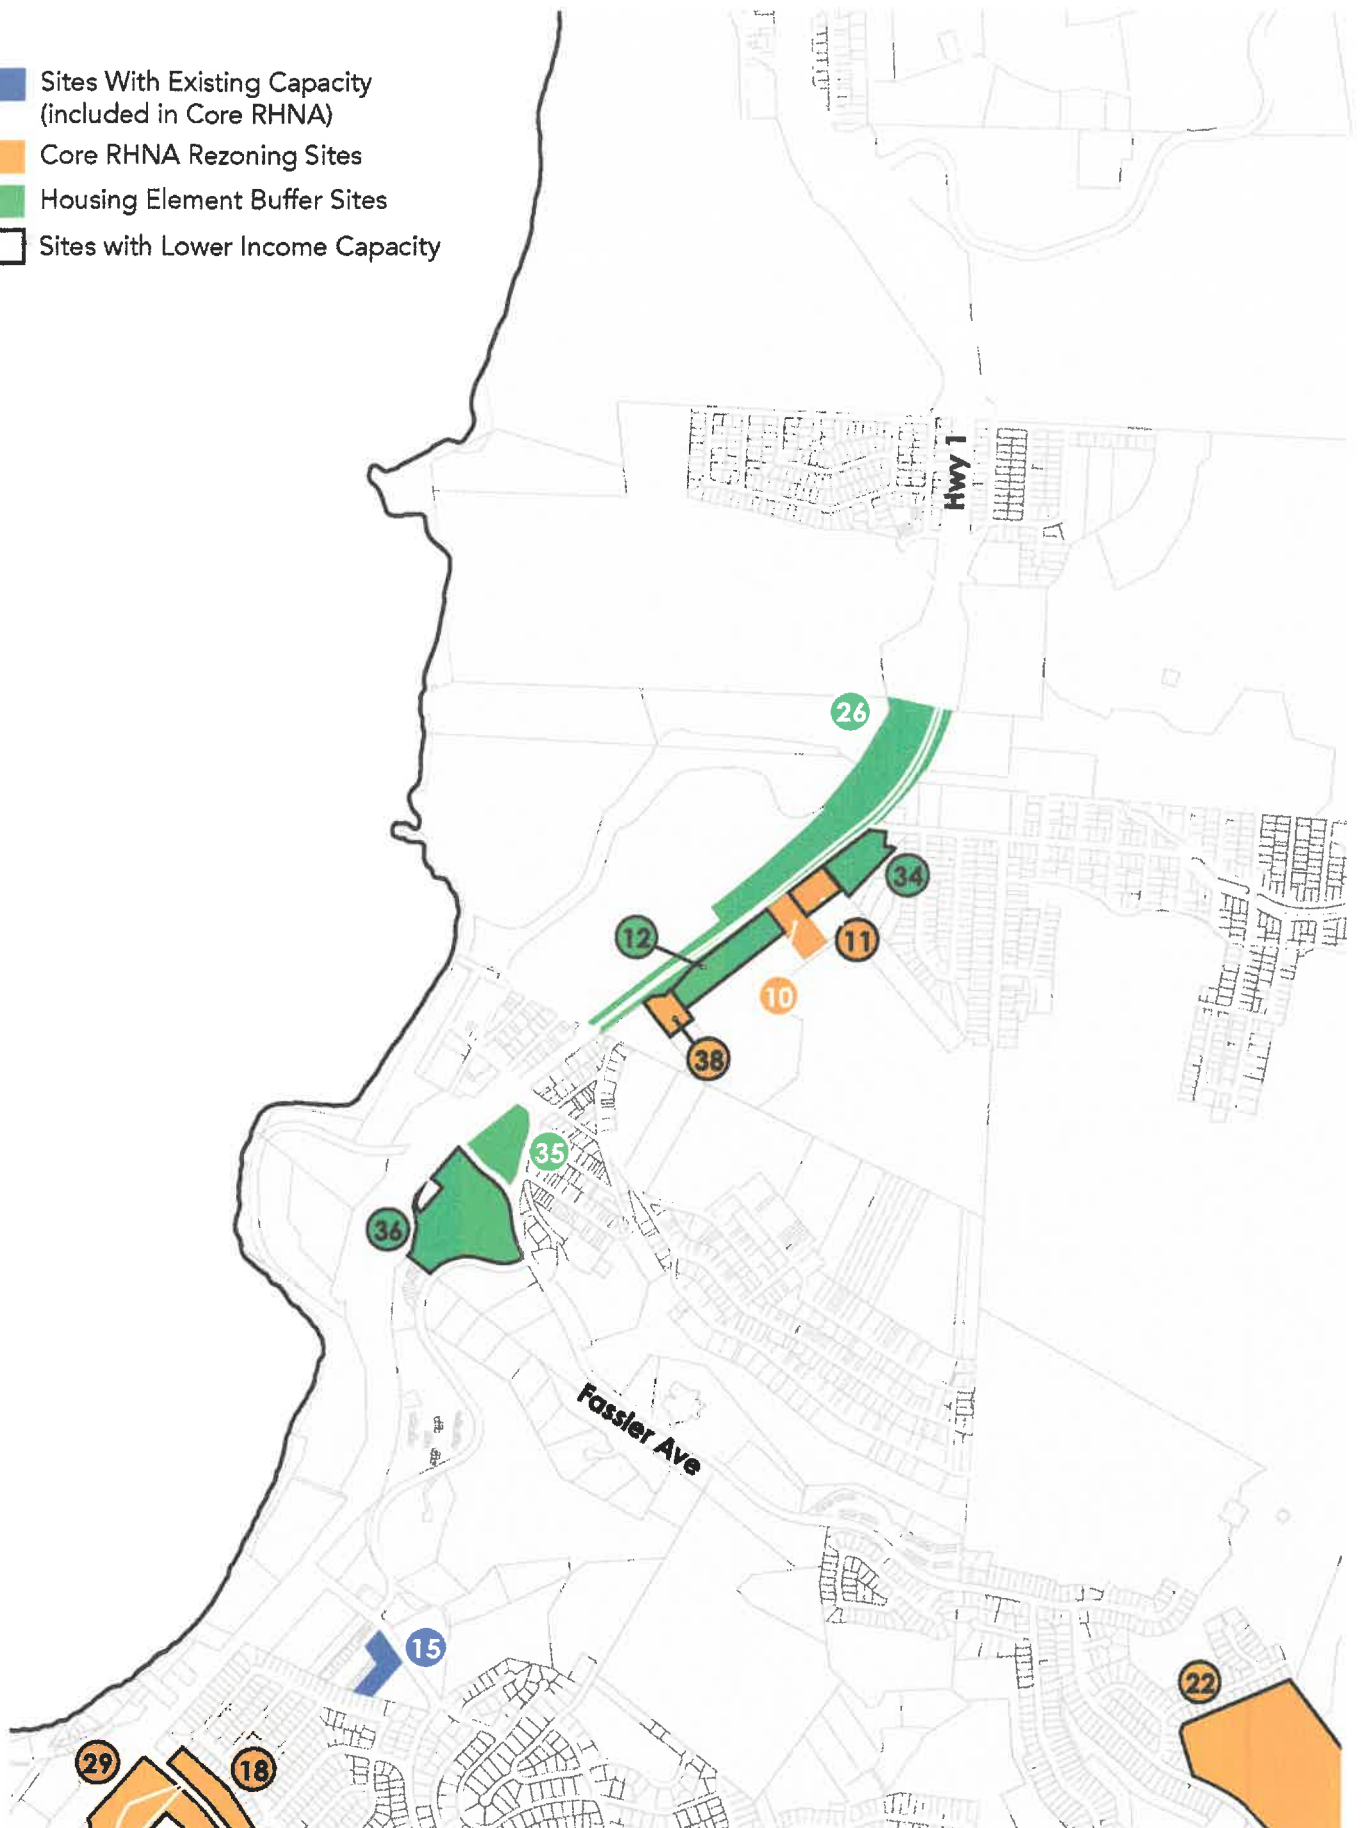 Sites With Existing Capacity
(included in Core RHNA)
Core RHNA Rezoning Sites
Housing Element Buffer Sites
Sites with Lower Income Capacity
Hwy 1
26
34
12
11
10
38
35
36
Fassler Ave
15
22
29
18